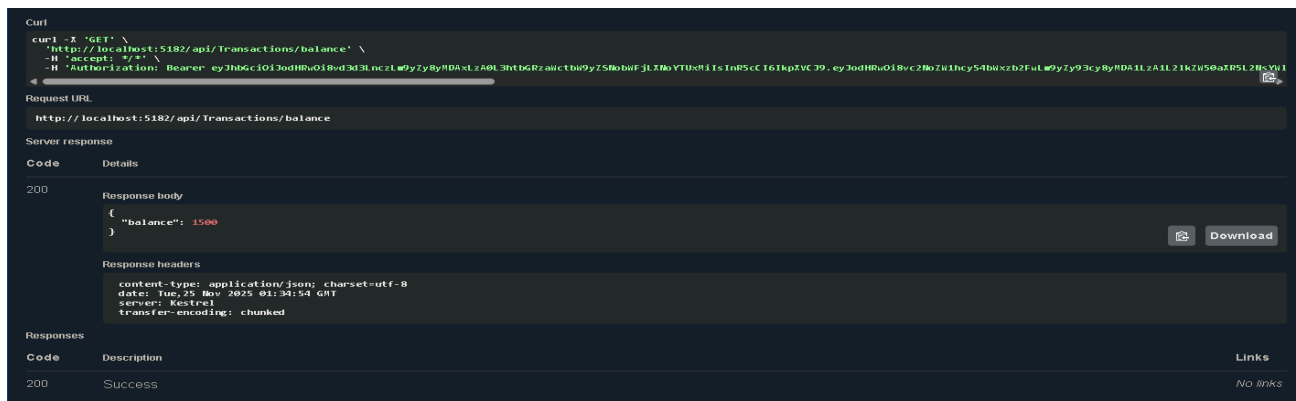 Curl
curl -X 'GET' \
'http://localhost:5182/api/Transactions/balance' \
-H 'accept: */*' \
-H 'Authorization: Bearer
Request URL
http://localhost:5182/api/Transactions/balance
Server response
Code Details
200
Response body
{
"balance": 1500
}
Download
Response headers
content-type: application/json; charset=utf-8
date: Tue,25 Nov 2025 01:34:54 GMT
server: Kestrel
transfer-encoding: chunked
Responses
Code Description Links
200 Success No links